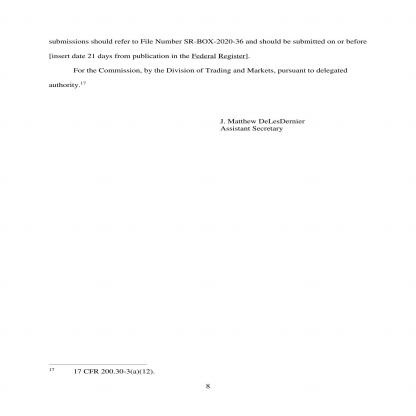 submissions should refer to File Number SR-BOX-2020-36 and should be submitted on or before
[insert date 21 days from publication in the Federal Register].
For the Commission, by the Division of Trading and Markets, pursuant to delegated
authority.17
J. Matthew DeLesDernier
Assistant Secretary
17 17 CFR 200.30-3(a)(12).
8